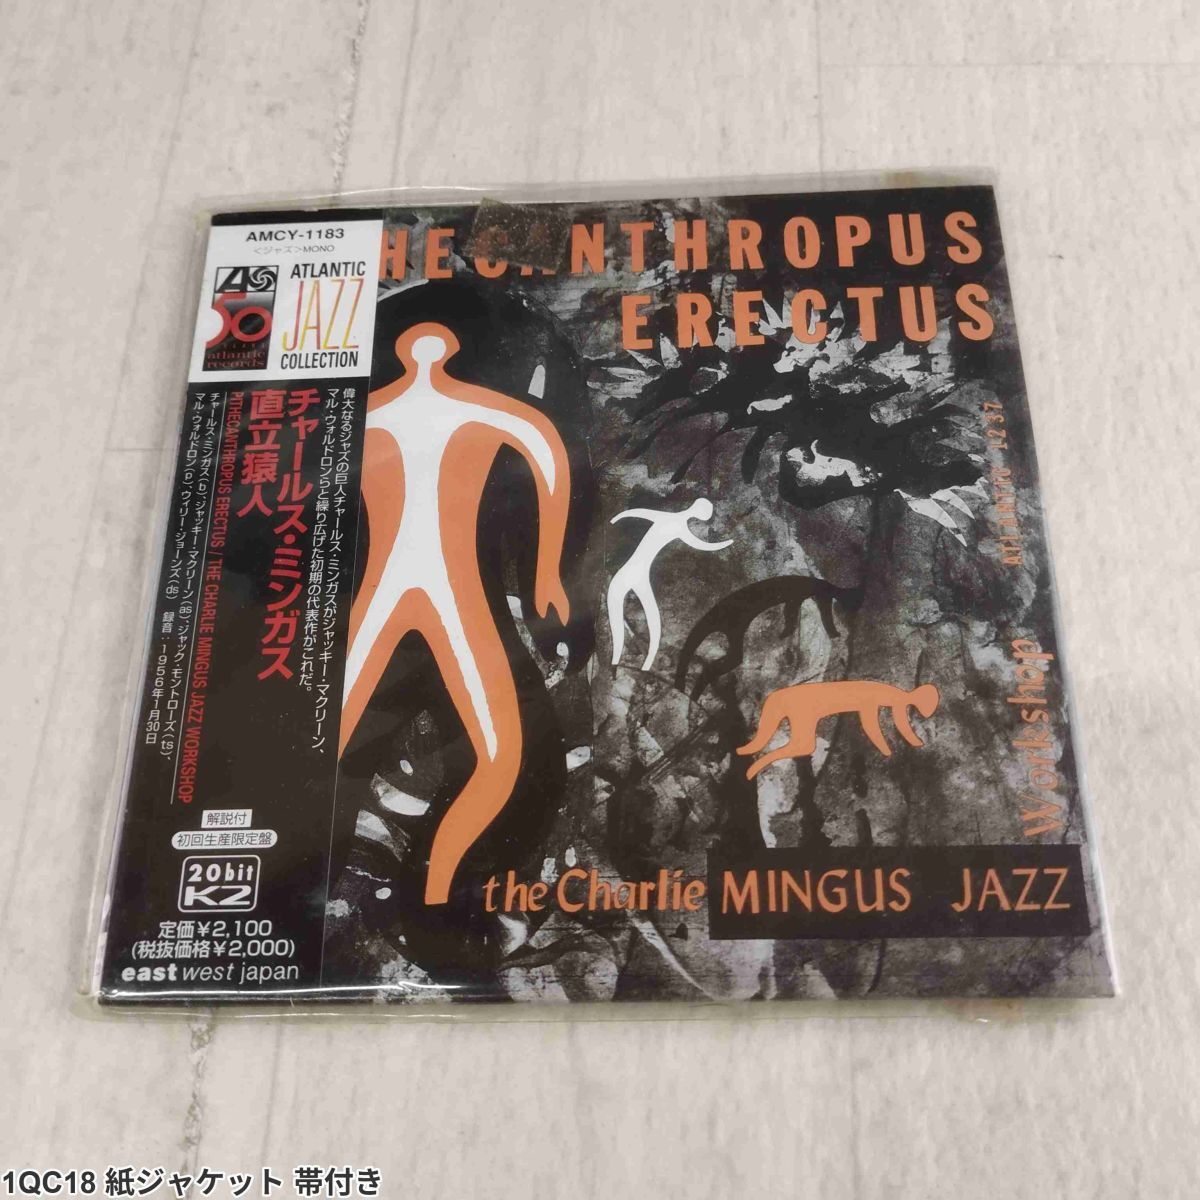 AMCY-1183
<ジャズ>MONO
50
atlantic
records
ATLANTIC
JAZZ
COLLECTION
偉大なるジャズの巨人チャールス・ミンガスがジャッキー・マクリーン、
マル・ウォルドロンらと繰り広げた初期の代表作がこれだ。
チャールス・ミンガス
直立猿人
PITHECANTHROPUS ERECTUS / THE CHARLIE MINGUS JAZZ WORKSHOP
チャールス・ミンガス(b)、ジャッキー・マクリーン(as)、ジャック・モントローズ(ts)、
マル・ウォルドロン(p)、ウィリー・ジョーンズ(ds) 録音:1956年1月30日
解説付
初回生産限定盤
20bit
K2
定価¥2,100
(税抜価格¥2,000)
east west japan
HECANTHROPUS
ERECTUS
ATLANTIC 1237
the Charlie MINGUS JAZZ
Workshop
1QC18 紙ジャケット 帯付き